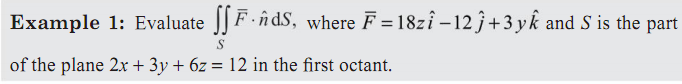 Example 1: Evaluate ∬_S F̅ · n̂ dS, where F̅ = 18z î – 12 ĵ + 3y k̂ and S is the part
of the plane 2x + 3y + 6z = 12 in the first octant.